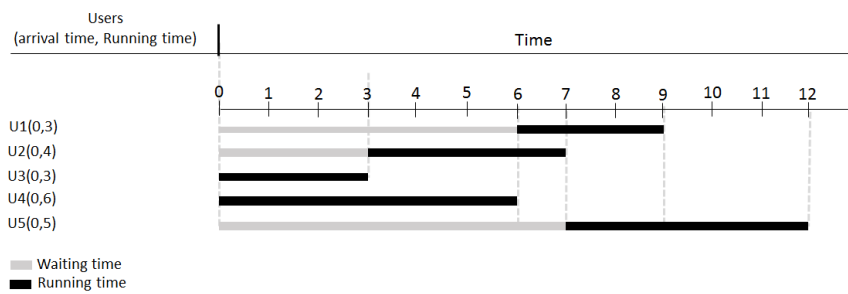 Users
(arrival time, Running time)
Time
0 1 2 3 4 5 6 7 8 9 10 11 12
U1(0,3)
U2(0,4)
U3(0,3)
U4(0,6)
U5(0,5)
Waiting time
Running time